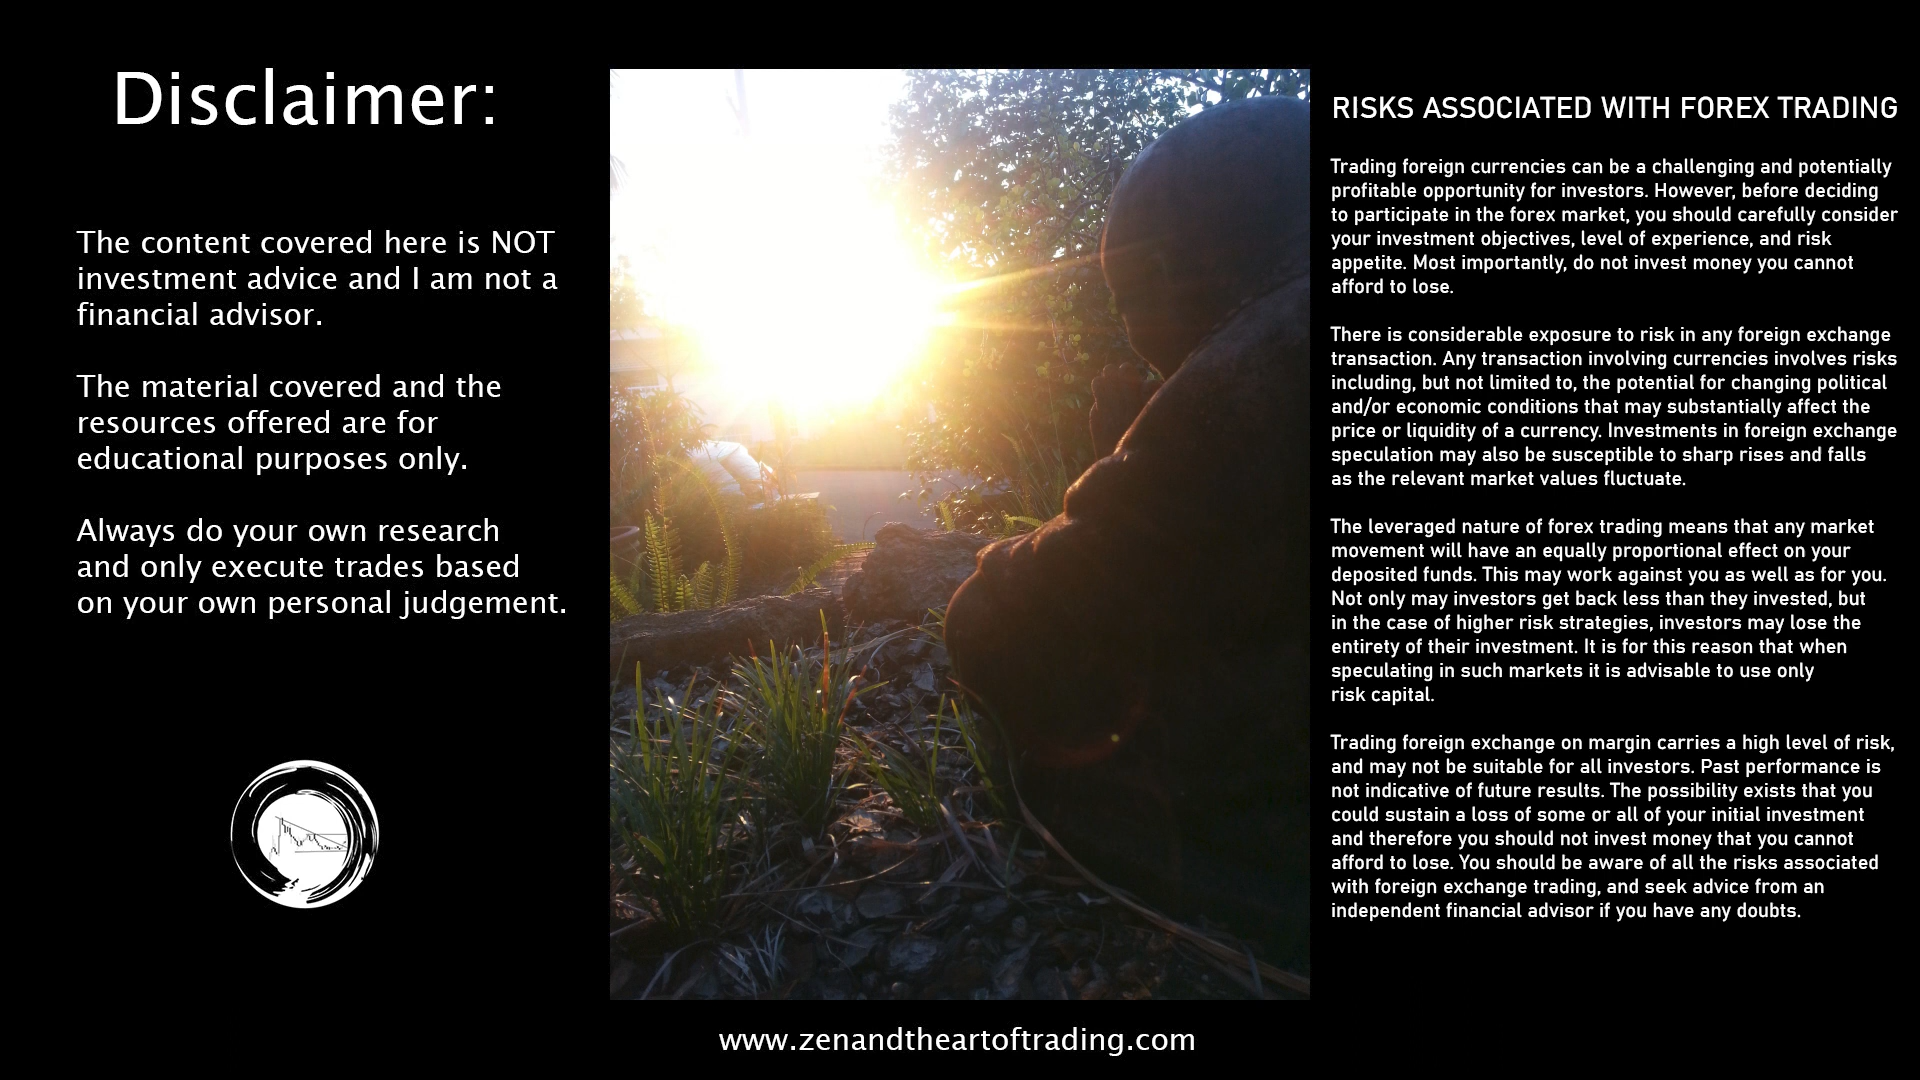 Disclaimer:
The content covered here is NOT
investment advice and I am not a
financial advisor.
The material covered and the
resources offered are for
educational purposes only.
Always do your own research
and only execute trades based
on your own personal judgement.
RISKS ASSOCIATED WITH FOREX TRADING
Trading foreign currencies can be a challenging and potentially
profitable opportunity for investors. However, before deciding
to participate in the forex market, you should carefully consider
your investment objectives, level of experience, and risk
appetite. Most importantly, do not invest money you cannot
afford to lose.
There is considerable exposure to risk in any foreign exchange
transaction. Any transaction involving currencies involves risks
including, but not limited to, the potential for changing political
and/or economic conditions that may substantially affect the
price or liquidity of a currency. Investments in foreign exchange
speculation may also be susceptible to sharp rises and falls
as the relevant market values fluctuate.
The leveraged nature of forex trading means that any market
movement will have an equally proportional effect on your
deposited funds. This may work against you as well as for you.
Not only may investors get back less than they invested, but
in the case of higher risk strategies, investors may lose the
entirety of their investment. It is for this reason that when
speculating in such markets it is advisable to use only
risk capital.
Trading foreign exchange on margin carries a high level of risk,
and may not be suitable for all investors. Past performance is
not indicative of future results. The possibility exists that you
could sustain a loss of some or all of your initial investment
and therefore you should not invest money that you cannot
afford to lose. You should be aware of all the risks associated
with foreign exchange trading, and seek advice from an
independent financial advisor if you have any doubts.
www.zenandtheartoftrading.com